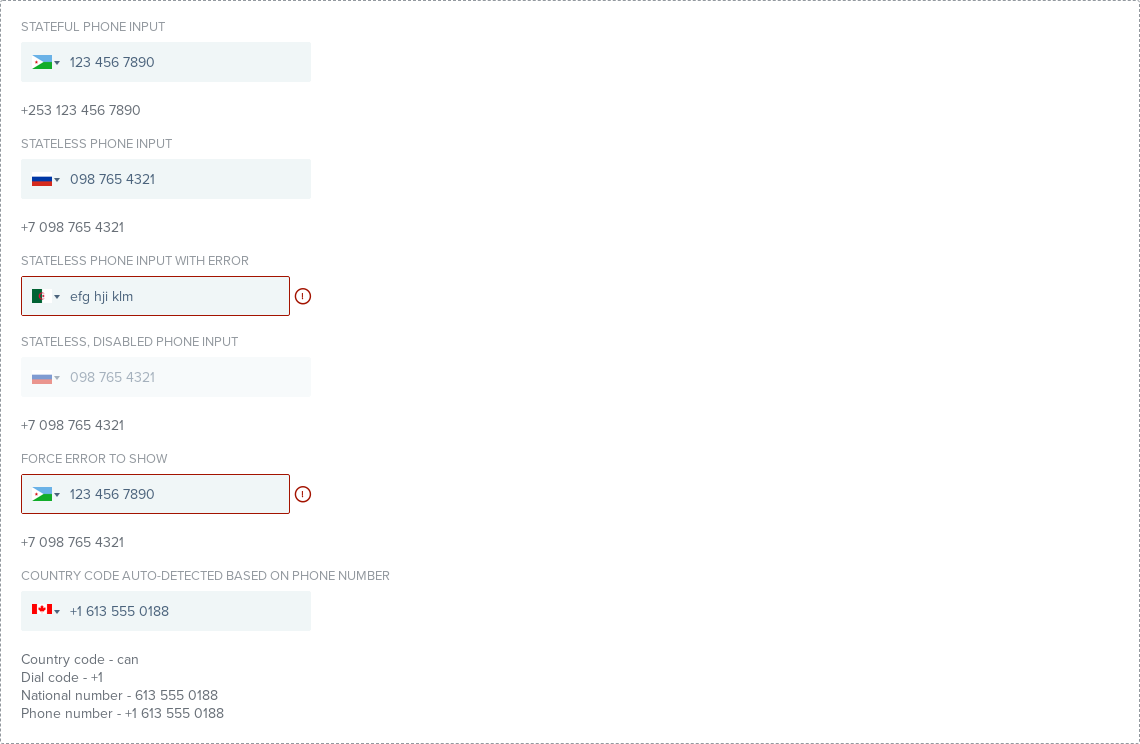 STATEFUL PHONE INPUT
123 456 7890
+253 123 456 7890
STATELESS PHONE INPUT
098 765 4321
+7 098 765 4321
STATELESS PHONE INPUT WITH ERROR
efg hji klm
STATELESS, DISABLED PHONE INPUT
098 765 4321
+7 098 765 4321
FORCE ERROR TO SHOW
123 456 7890
+7 098 765 4321
COUNTRY CODE AUTO-DETECTED BASED ON PHONE NUMBER
+1 613 555 0188
Country code - can
Dial code - +1
National number - 613 555 0188
Phone number - +1 613 555 0188